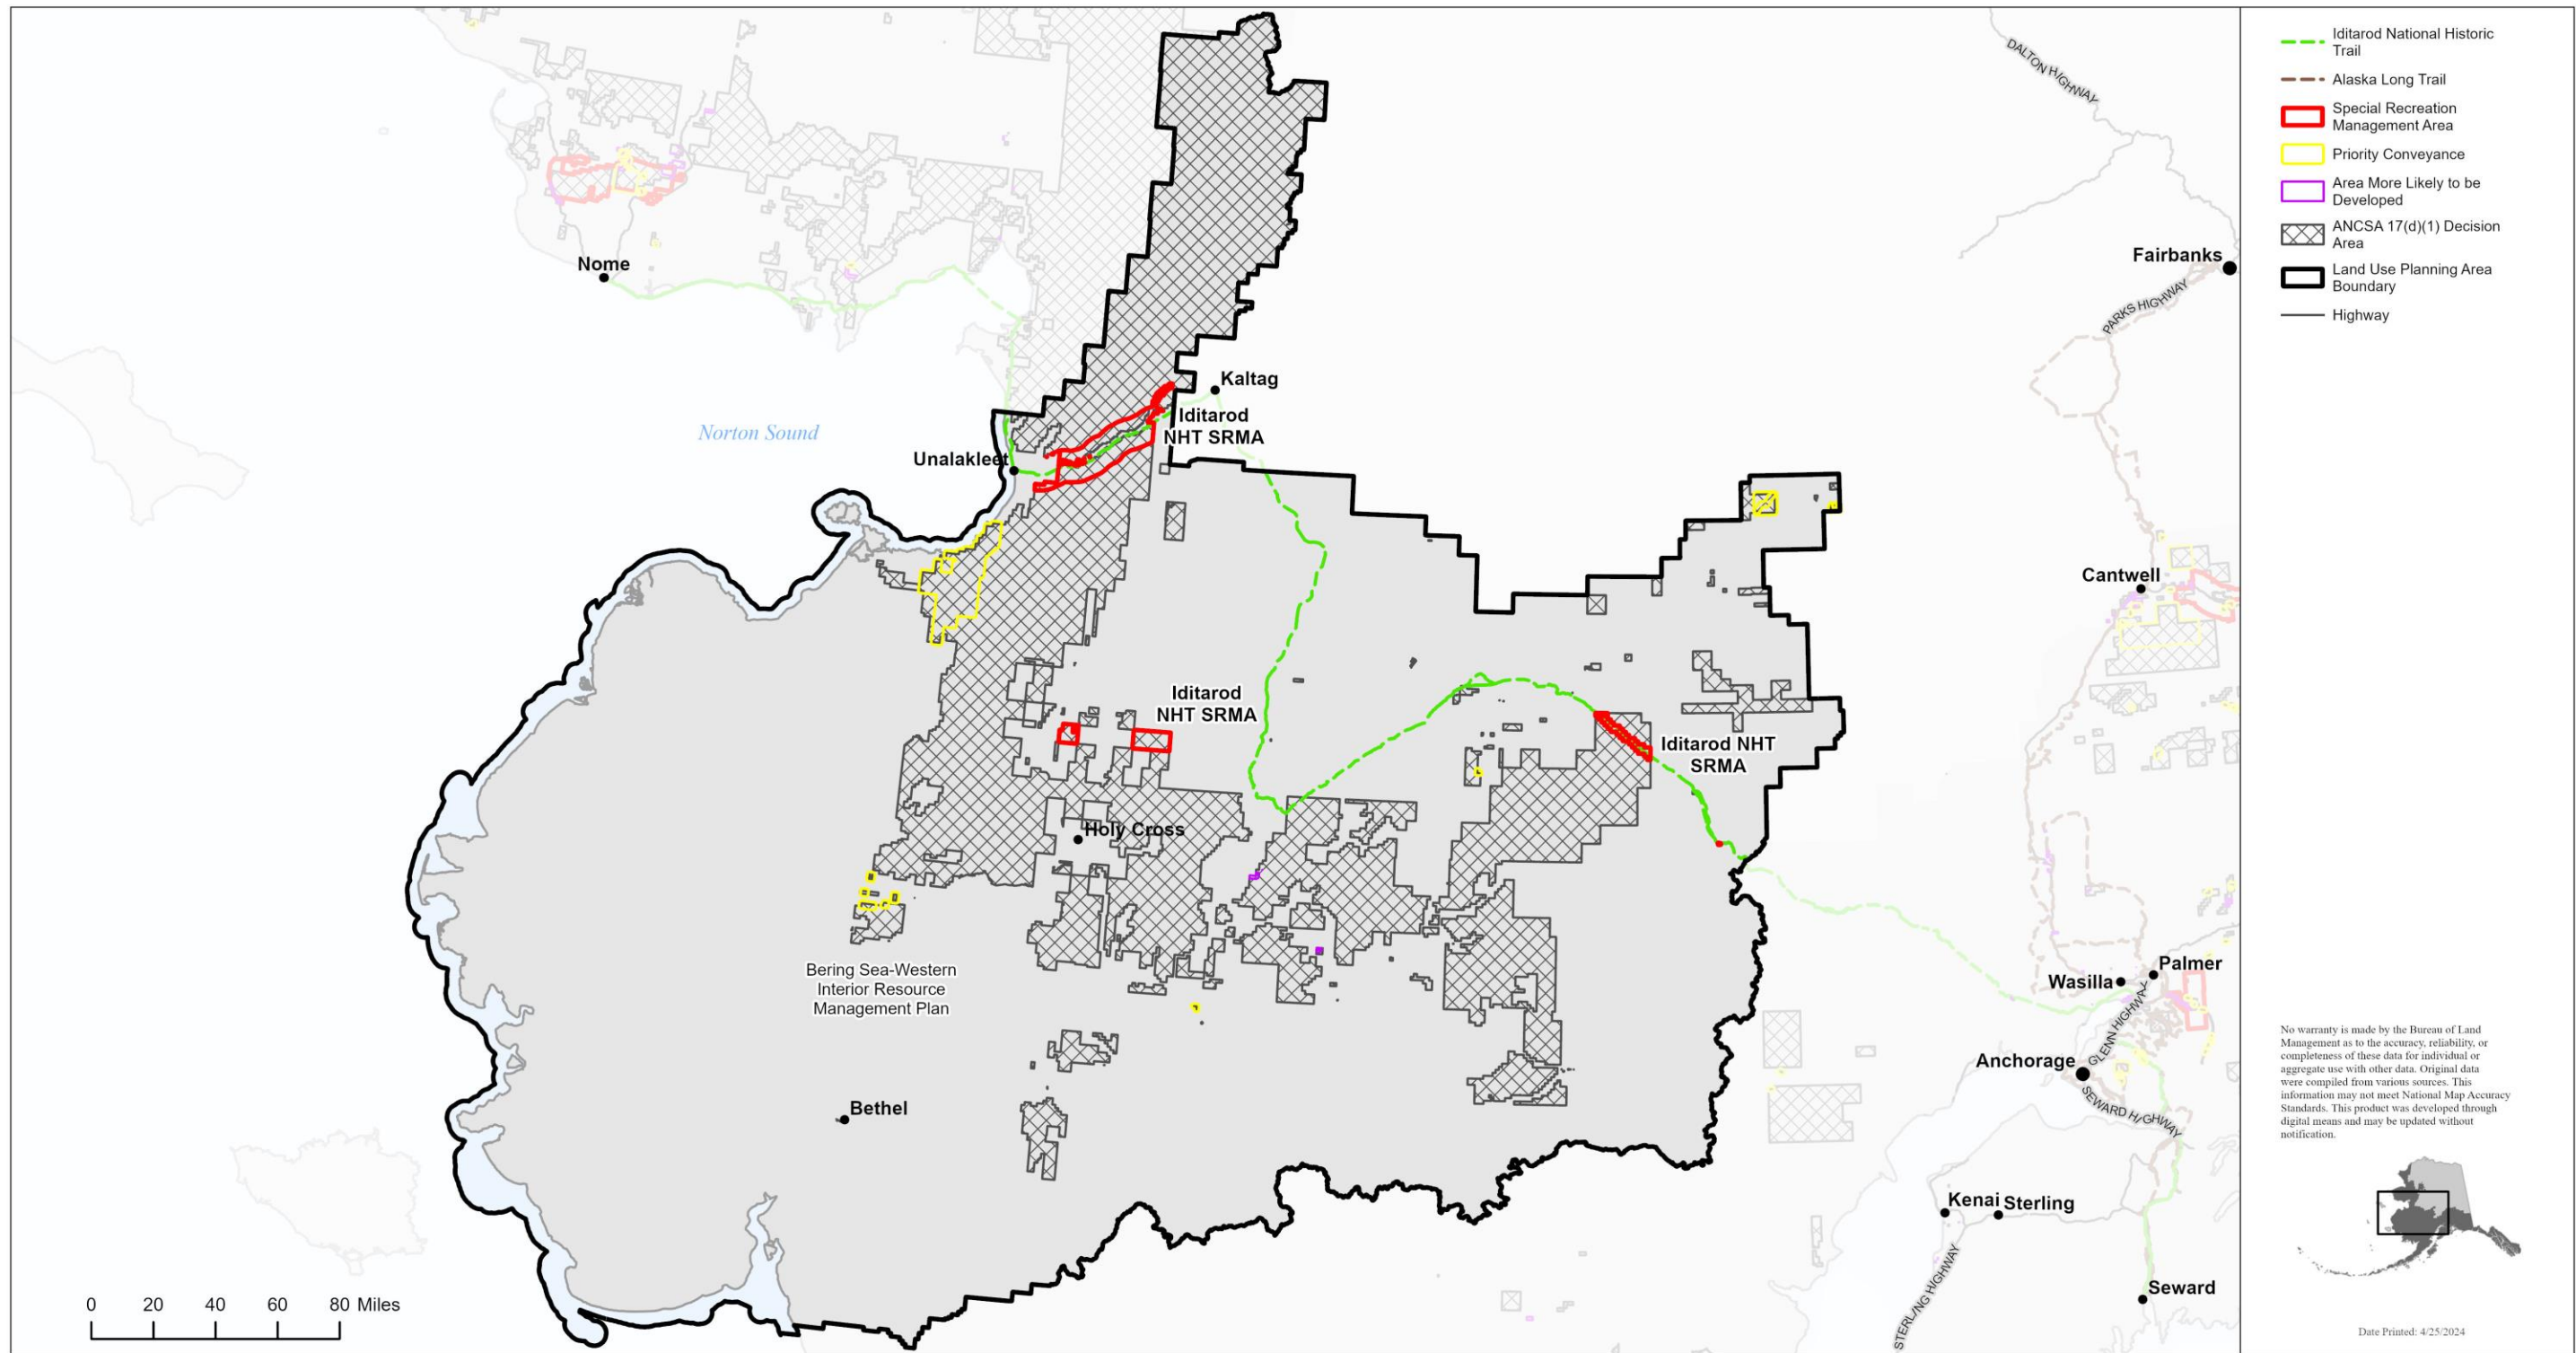 DALTON HIGHWAY
Fairbanks
PARKS HIGHWAY
Nome
Kaltag
Iditarod
NHT SRMA
Norton Sound
Unalakleet
Cantwell
Iditarod
NHT SRMA
Iditarod NHT
SRMA
Holy Cross
Bering Sea-Western
Interior Resource
Management Plan
Palmer
Wasilla
GLENN HIGHWAY
Anchorage
SEWARD HIGHWAY
Bethel
Kenai
Sterling
STERLING HIGHWAY
Seward
0 20 40 60 80 Miles
Iditarod National Historic
Trail
Alaska Long Trail
Special Recreation
Management Area
Priority Conveyance
Area More Likely to be
Developed
ANCSA 17(d)(1) Decision
Area
Land Use Planning Area
Boundary
Highway
No warranty is made by the Bureau of Land
Management as to the accuracy, reliability, or
completeness of these data for individual or
aggregate use with other data. Original data
were compiled from various sources. This
information may not meet National Map Accuracy
Standards. This product was developed through
digital means and may be updated without
notification.
Date Printed: 4/25/2024